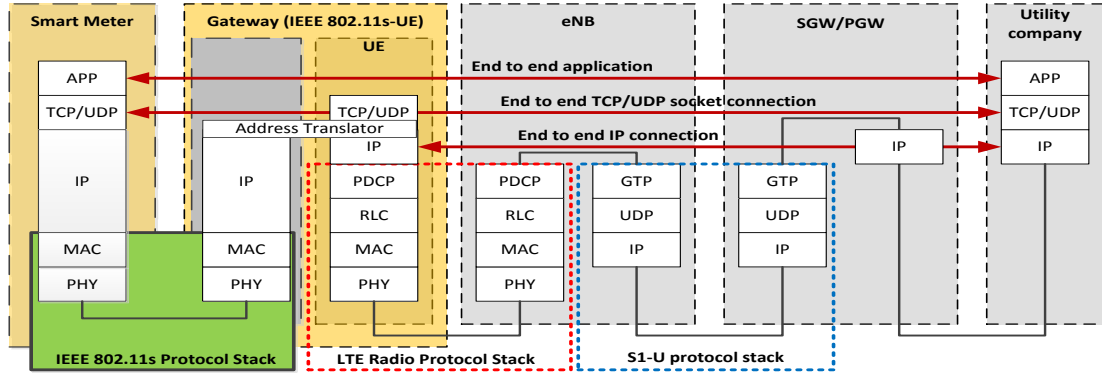 Smart Meter
Gateway (IEEE 802.11s-UE)
UE
eNB
SGW/PGW
Utility
company
APP
End to end application
APP
TCP/UDP
TCP/UDP
End to end TCP/UDP socket connection
TCP/UDP
Address Translator
End to end IP connection
IP
IP
IP
IP
IP
PDCP
PDCP
GTP
GTP
RLC
RLC
UDP
UDP
MAC
MAC
MAC
MAC
IP
IP
PHY
PHY
PHY
PHY
IEEE 802.11s Protocol Stack
LTE Radio Protocol Stack
S1-U protocol stack